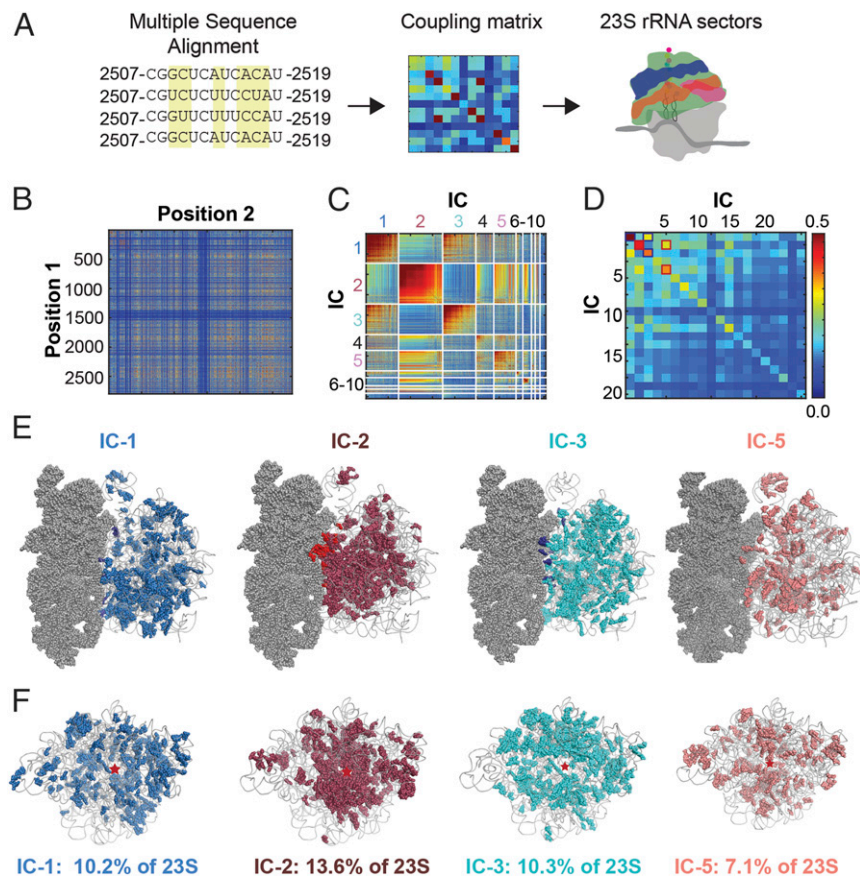 A
Multiple Sequence
Alignment
Coupling matrix
23S rRNA sectors
2507-CGGCUCAUCACAU-2519
2507-CGUCUCUUCCUAU-2519
2507-CGGUUCUUUCCAU-2519
2507-CGGCUCAUCACAU-2519
B
Position 2
Position 1
500
1000
1500
2000
2500
C
IC
1 2 3 4 5 6-10
IC
1
2
3
4
5
6-10
D
IC
5 10 15 20
IC
5
10
15
20
0.5
0.0
E
IC-1
IC-2
IC-3
IC-5
F
IC-1: 10.2% of 23S
IC-2: 13.6% of 23S
IC-3: 10.3% of 23S
IC-5: 7.1% of 23S